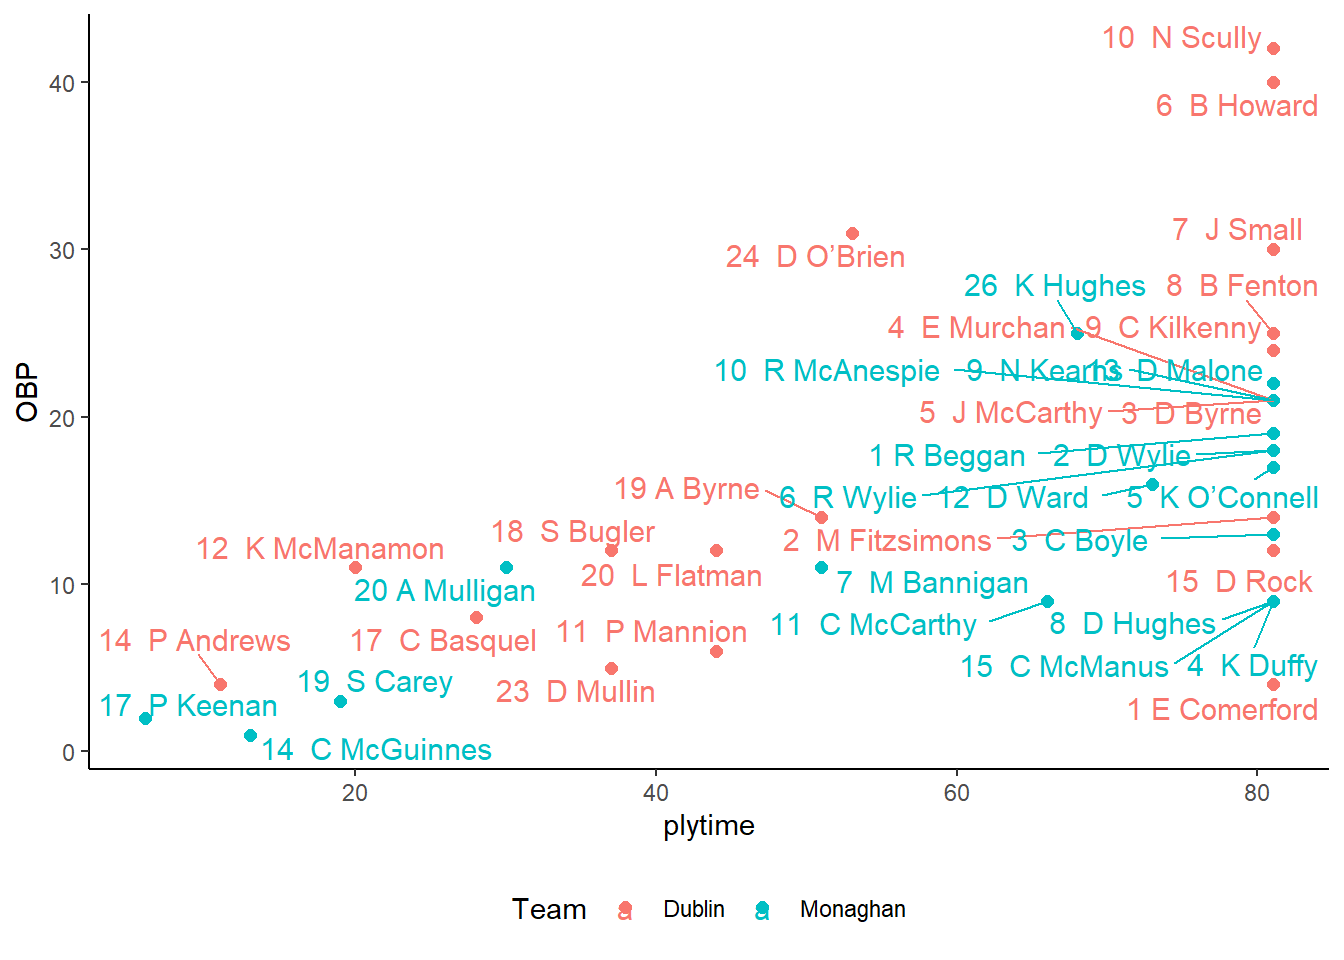 10 N Scully
40
6 B Howard
7 J Small
30
24 D O’Brien
26 K Hughes
8 B Fenton
4 E Murchan
9 C Kilkenny
10 R McAnespie
9 N Kearns
13 D Malone
OBP
20
5 J McCarthy
3 D Byrne
1 R Beggan
2 D Wylie
19 A Byrne
6 R Wylie
12 D Ward
5 K O’Connell
18 S Bugler
2 M Fitzsimons
3 C Boyle
12 K McManamon
20 L Flatman
10
20 A Mulligan
7 M Bannigan
15 D Rock
11 C McCarthy
8 D Hughes
14 P Andrews
17 C Basquel
11 P Mannion
15 C McManus
4 K Duffy
19 S Carey
23 D Mullin
17 P Keenan
1 E Comerford
0
14 C McGuinnes
20
40
60
80
plytime
Team
a Dublin
a Monaghan